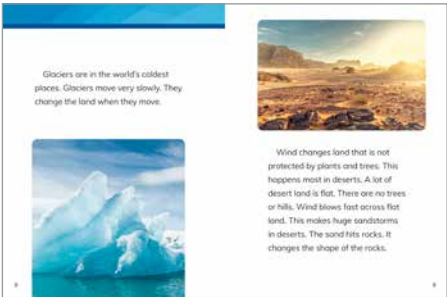 Glaciers are in the world's coldest
places. Glaciers move very slowly. They
change the land when they move.
Wind changes land that is not
protected by plants and trees. This
happens most in deserts. A lot of
desert land is flat. There are no trees
or hills. Wind blows fast across flat
land. This makes huge sandstorms
in deserts. The sand hits rocks. It
changes the shape of the rocks.